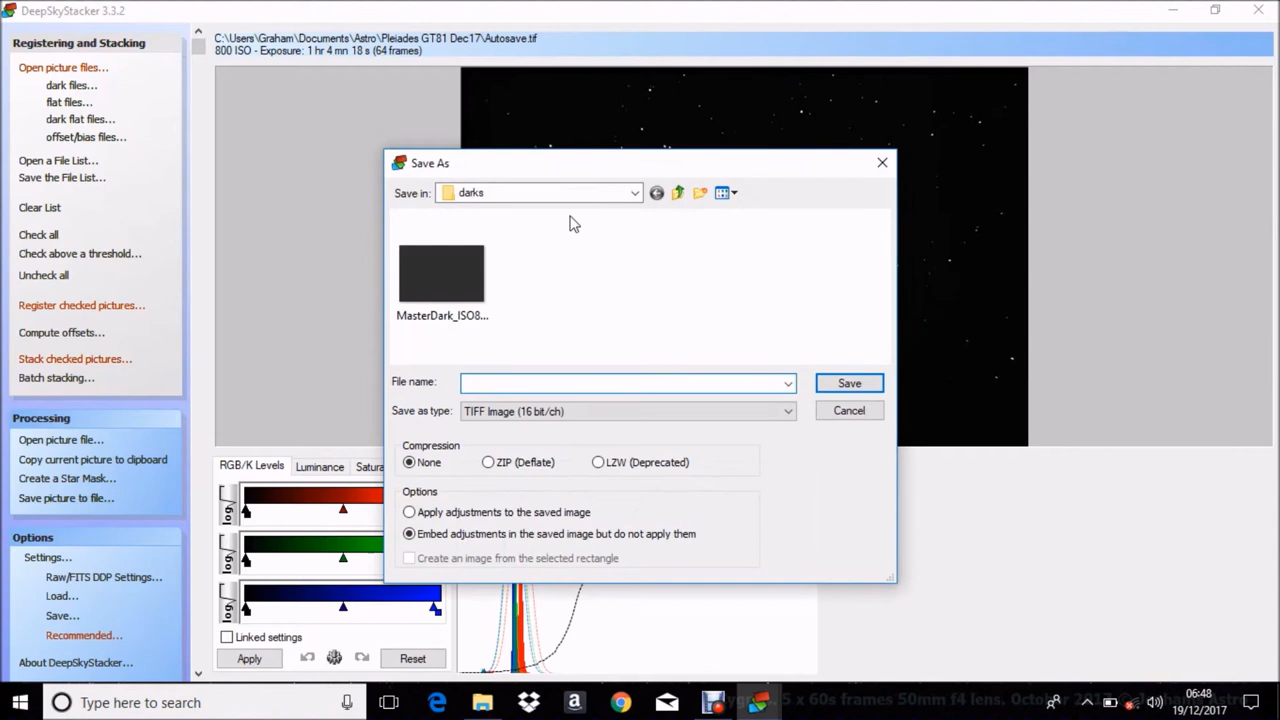 DeepSkyStacker 3.3.2
Registering and Stacking
Open picture files...
dark files...
flat files...
dark flat files...
offset/bias files...
Open a File List...
Save the File List...
Clear List
Check all
Check above a threshold...
Uncheck all
Register checked pictures...
Compute offsets...
Stack checked pictures...
Batch stacking...
Processing
Open picture file...
Copy current picture to clipboard
Create a Star Mask...
Save picture to file...
Options
Settings...
Raw/FITS DDP Settings...
Load...
Save...
Recommended...
About DeepSkyStacker...
C:\Users\Graham\Documents\Astro\Pleiades GT81 Dec17\Autosave.tif
800 ISO - Exposure: 1 hr 4 mn 18 s (64 frames)
Save As
Save in: darks
MasterDark_ISO8...
File name:
Save
Save as type: TIFF Image (16 bit/ch)
Cancel
Compression
None ZIP (Deflate) LZW (Deprecated)
Options
Apply adjustments to the saved image
Embed adjustments in the saved image but do not apply them
Create an image from the selected rectangle
RGB/K Levels Luminance Satura
log
log
log
Linked settings
Apply Reset
Type here to search
5 x 60s frames 50mm f4 lens. October
06:48
19/12/2017